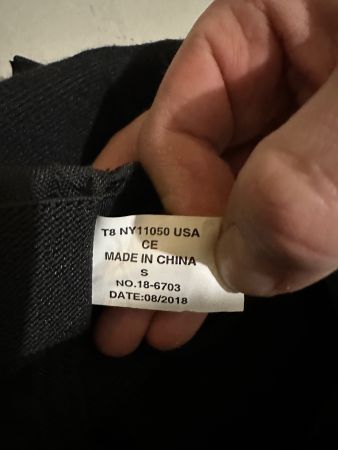 T8 NY11050 USA
CE
MADE IN CHINA
S
NO.18-6703
DATE:08/2018